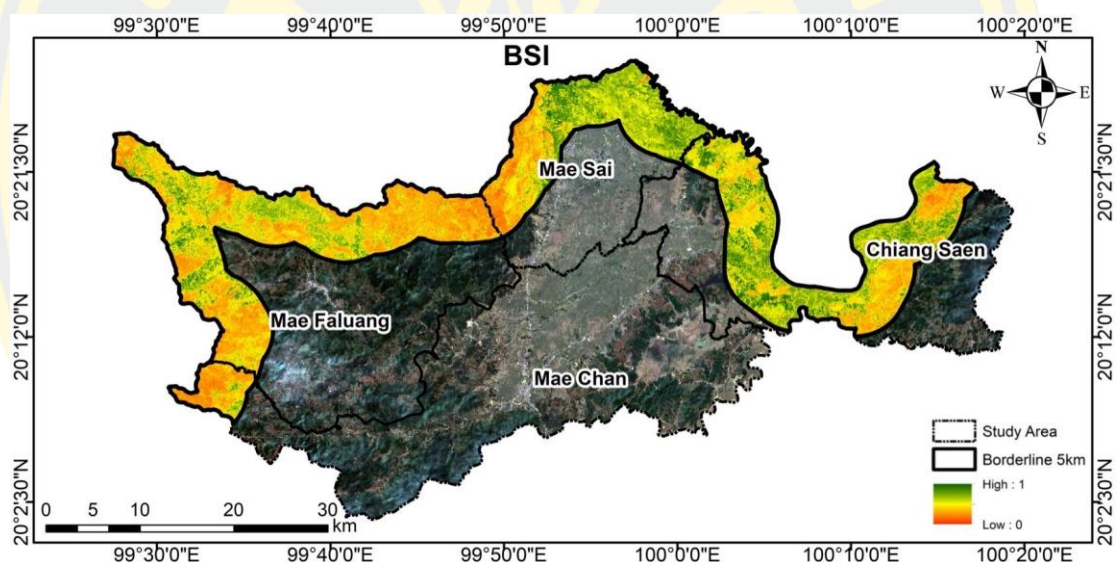 99°30'0"E 99°40'0"E 99°50'0"E 100°0'0"E 100°10'0"E 100°20'0"E
BSI
N
W E
S
20°21'30"N 20°21'30"N
Mae Sai
Chiang Saen
Mae Faluang
20°12'0"N 20°12'0"N
Mae Chan
Study Area
Borderline 5km
High : 1
Low : 0
20°2'30"N 20°2'30"N
0 5 10 20 30
km
99°30'0"E 99°40'0"E 99°50'0"E 100°0'0"E 100°10'0"E 100°20'0"E